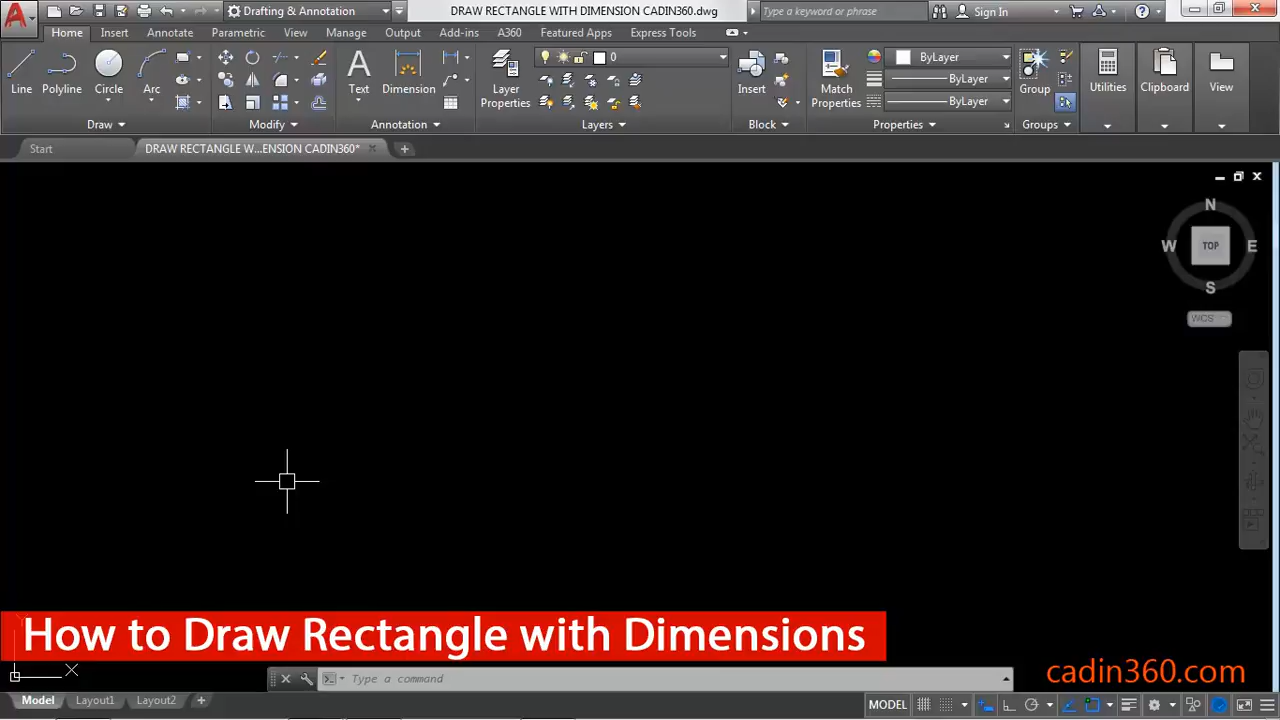 Drafting & Annotation
DRAW RECTANGLE WITH DIMENSION CADIN360.dwg
Type a keyword or phrase
Sign In
Home Insert Annotate Parametric View Manage Output Add-ins A360 Featured Apps Express Tools
0
ByLayer
ByLayer
ByLayer
Line Polyline Circle Arc
Text Dimension
Layer Properties
Insert
Match Properties
Group
Utilities
Clipboard
View
Draw
Modify
Annotation
Layers
Block
Properties
Groups
Start
DRAW RECTANGLE W...ENSION CADIN360*
N
W TOP E
S
WCS
How to Draw Rectangle with Dimensions
cadin360.com
X
Type a command
Model Layout1 Layout2
MODEL